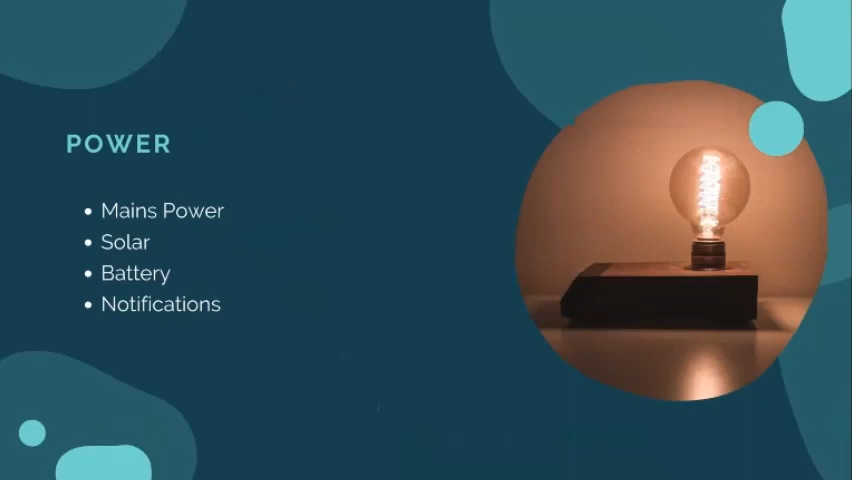 POWER
• Mains Power
• Solar
• Battery
• Notifications